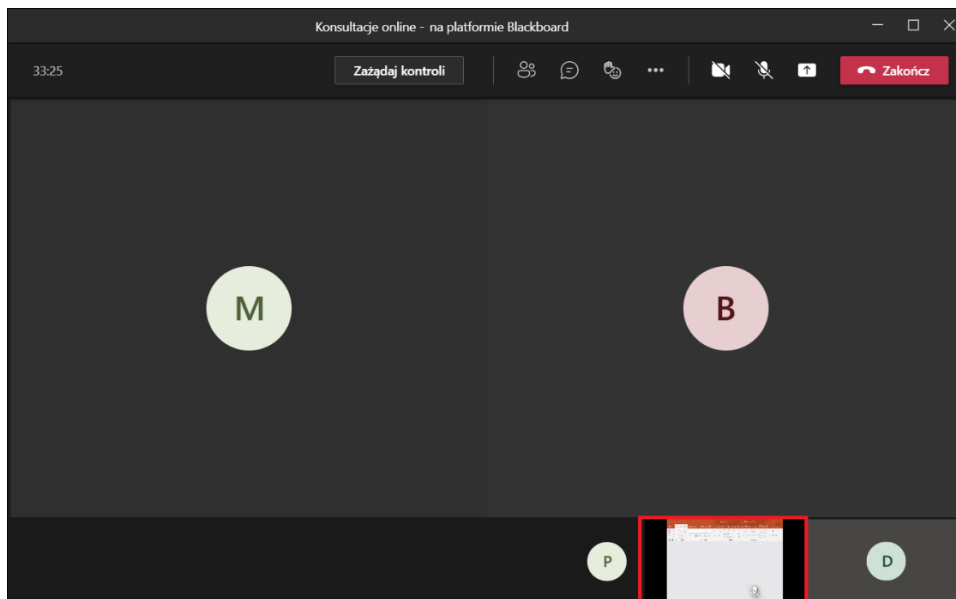 Konsultacje online - na platformie Blackboard
33:25
Zażądaj kontroli
Zakończ
M
B
P
D